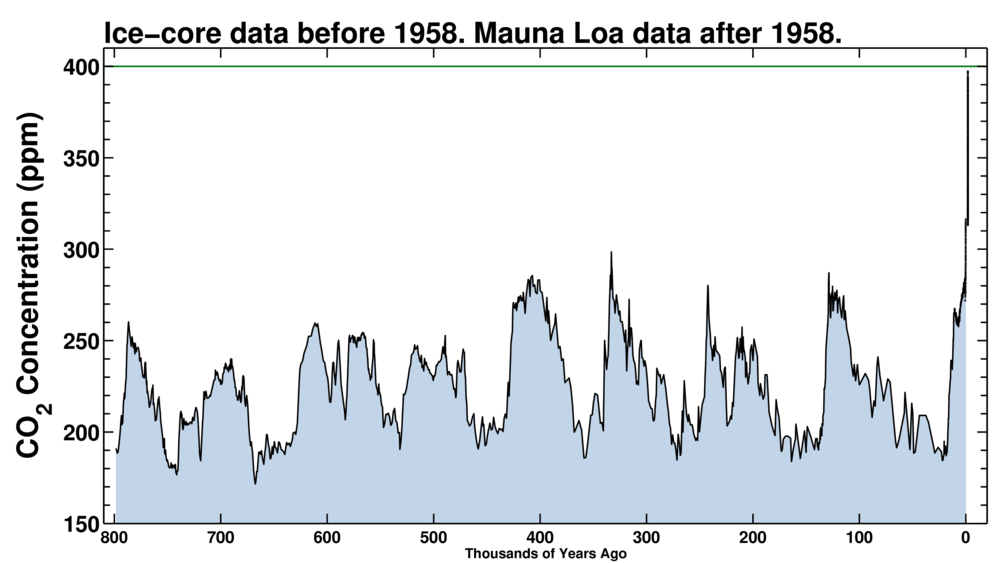 Ice-core data before 1958. Mauna Loa data after 1958.
CO2 Concentration (ppm)
400
350
300
250
200
150
800 700 600 500 400 300 200 100 0
Thousands of Years Ago